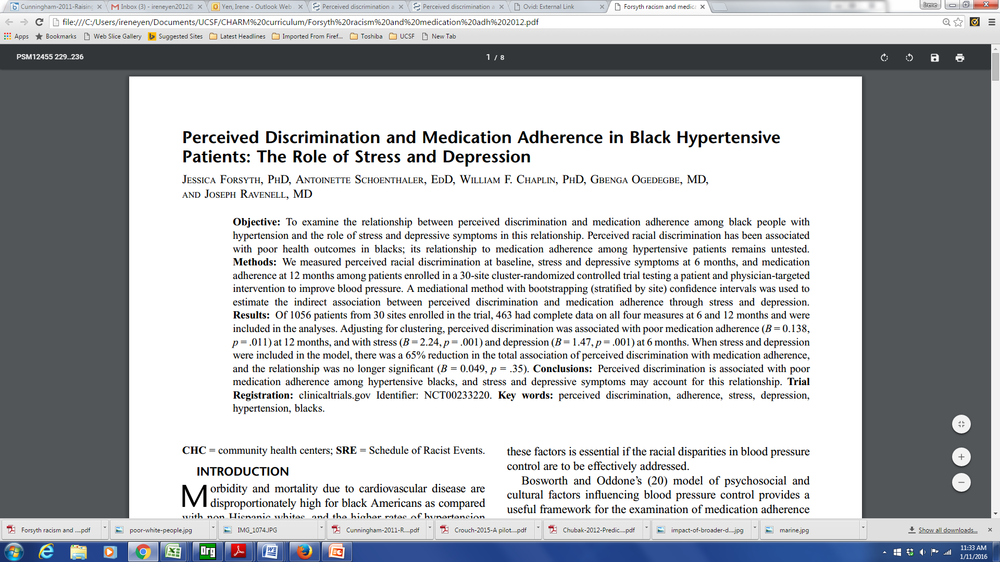 Cunningham-2011-Raising
Inbox (3) - ireneyen2012@
Yen, Irene - Outlook Web
Perceived discrimination a
Perceived discrimination a
Ovid: External Link
Forsyth racism and medica
Irene
file:///C:/Users/ireneyen/Documents/UCSF/CHARM%20curriculum/Forsyth%20racism%20and%20medication%20adh%202012.pdf
Apps Bookmarks Web Slice Gallery Suggested Sites Latest Headlines Imported From Firef... Toshiba UCSF New Tab
PSM12455 229..236
1 / 8
Perceived Discrimination and Medication Adherence in Black Hypertensive
Patients: The Role of Stress and Depression
JESSICA FORSYTH, PHD, ANTOINETTE SCHOENTHALER, EDD, WILLIAM F. CHAPLIN, PHD, GBENGA OGEDEGBE, MD,
AND JOSEPH RAVENELL, MD
Objective: To examine the relationship between perceived discrimination and medication adherence among black people with
hypertension and the role of stress and depressive symptoms in this relationship. Perceived racial discrimination has been associated
with poor health outcomes in blacks; its relationship to medication adherence among hypertensive patients remains untested.
Methods: We measured perceived racial discrimination at baseline, stress and depressive symptoms at 6 months, and medication
adherence at 12 months among patients enrolled in a 30-site cluster-randomized controlled trial testing a patient and physician-targeted
intervention to improve blood pressure. A mediational method with bootstrapping (stratified by site) confidence intervals was used to
estimate the indirect association between perceived discrimination and medication adherence through stress and depression.
Results: Of 1056 patients from 30 sites enrolled in the trial, 463 had complete data on all four measures at 6 and 12 months and were
included in the analyses. Adjusting for clustering, perceived discrimination was associated with poor medication adherence (B = 0.138,
p = .011) at 12 months, and with stress (B = 2.24, p = .001) and depression (B = 1.47, p = .001) at 6 months. When stress and depression
were included in the model, there was a 65% reduction in the total association of perceived discrimination with medication adherence,
and the relationship was no longer significant (B = 0.049, p = .35). Conclusions: Perceived discrimination is associated with poor
medication adherence among hypertensive blacks, and stress and depressive symptoms may account for this relationship. Trial
Registration: clinicaltrials.gov Identifier: NCT00233220. Key words: perceived discrimination, adherence, stress, depression,
hypertension, blacks.
CHC = community health centers; SRE = Schedule of Racist Events.
INTRODUCTION
Morbidity and mortality due to cardiovascular disease are
disproportionately high for black Americans as compared
with non-Hispanic whites, and the higher rates of hypertension
these factors is essential if the racial disparities in blood pressure
control are to be effectively addressed.
Bosworth and Oddone's (20) model of psychosocial and
cultural factors influencing blood pressure control provides a
useful framework for the examination of medication adherence
Forsyth racism and ....pdf
poor-white-people.jpg
IMG_1074.JPG
Cunningham-2011-R....pdf
Crouch-2015-A pilot....pdf
Chubak-2012-Predic....pdf
impact-of-broader-d....jpg
marine.jpg
Show all downloads...
Org
11:33 AM
1/11/2016